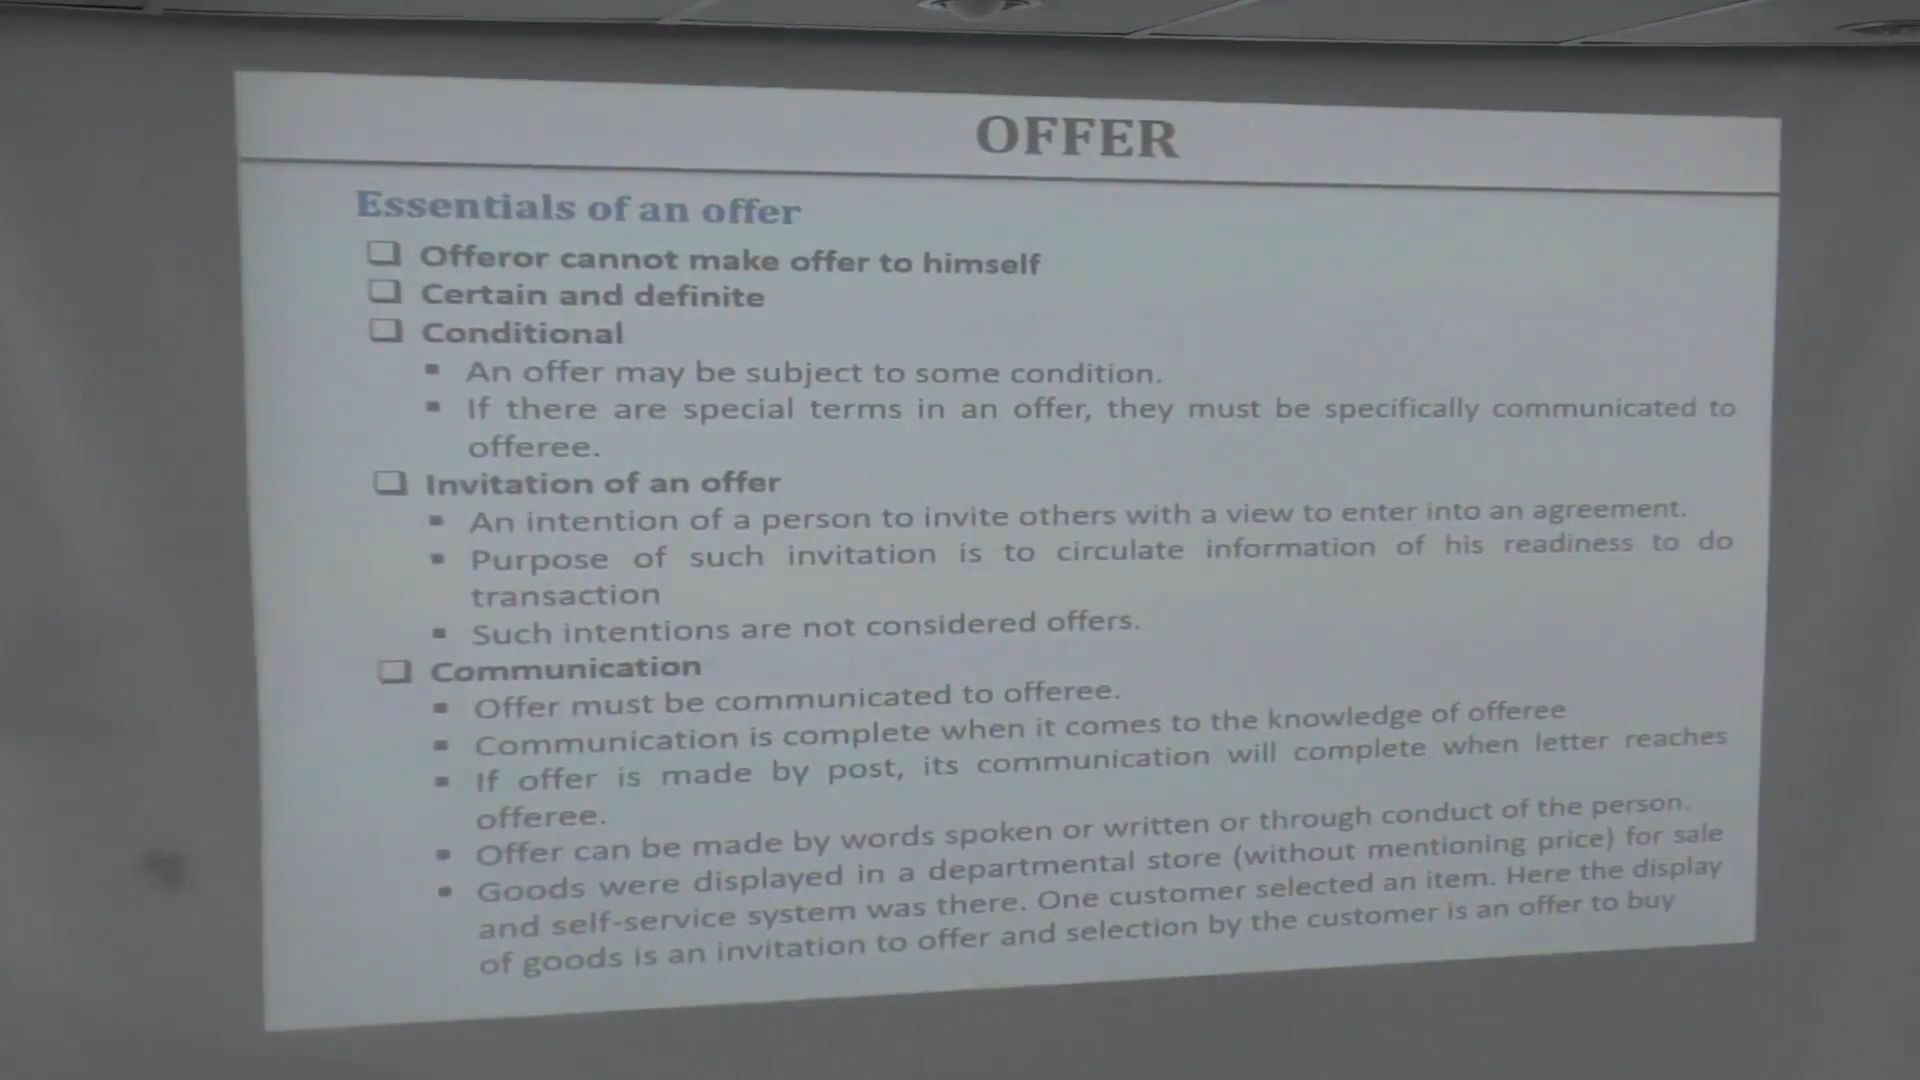 OFFER
Essentials of an offer
❑ Offeror cannot make offer to himself
❑ Certain and definite
❑ Conditional
▪ An offer may be subject to some condition.
▪ If there are special terms in an offer, they must be specifically communicated to
offeree.
❑ Invitation of an offer
▪ An intention of a person to invite others with a view to enter into an agreement.
▪ Purpose of such invitation is to circulate information of his readiness to do
transaction
▪ Such intentions are not considered offers.
❑ Communication
▪ Offer must be communicated to offeree.
▪ Communication is complete when it comes to the knowledge of offeree
▪ If offer is made by post, its communication will complete when letter reaches
offeree.
▪ Offer can be made by words spoken or written or through conduct of the person.
▪ Goods were displayed in a departmental store (without mentioning price) for sale
and self-service system was there. One customer selected an item. Here the display
of goods is an invitation to offer and selection by the customer is an offer to buy